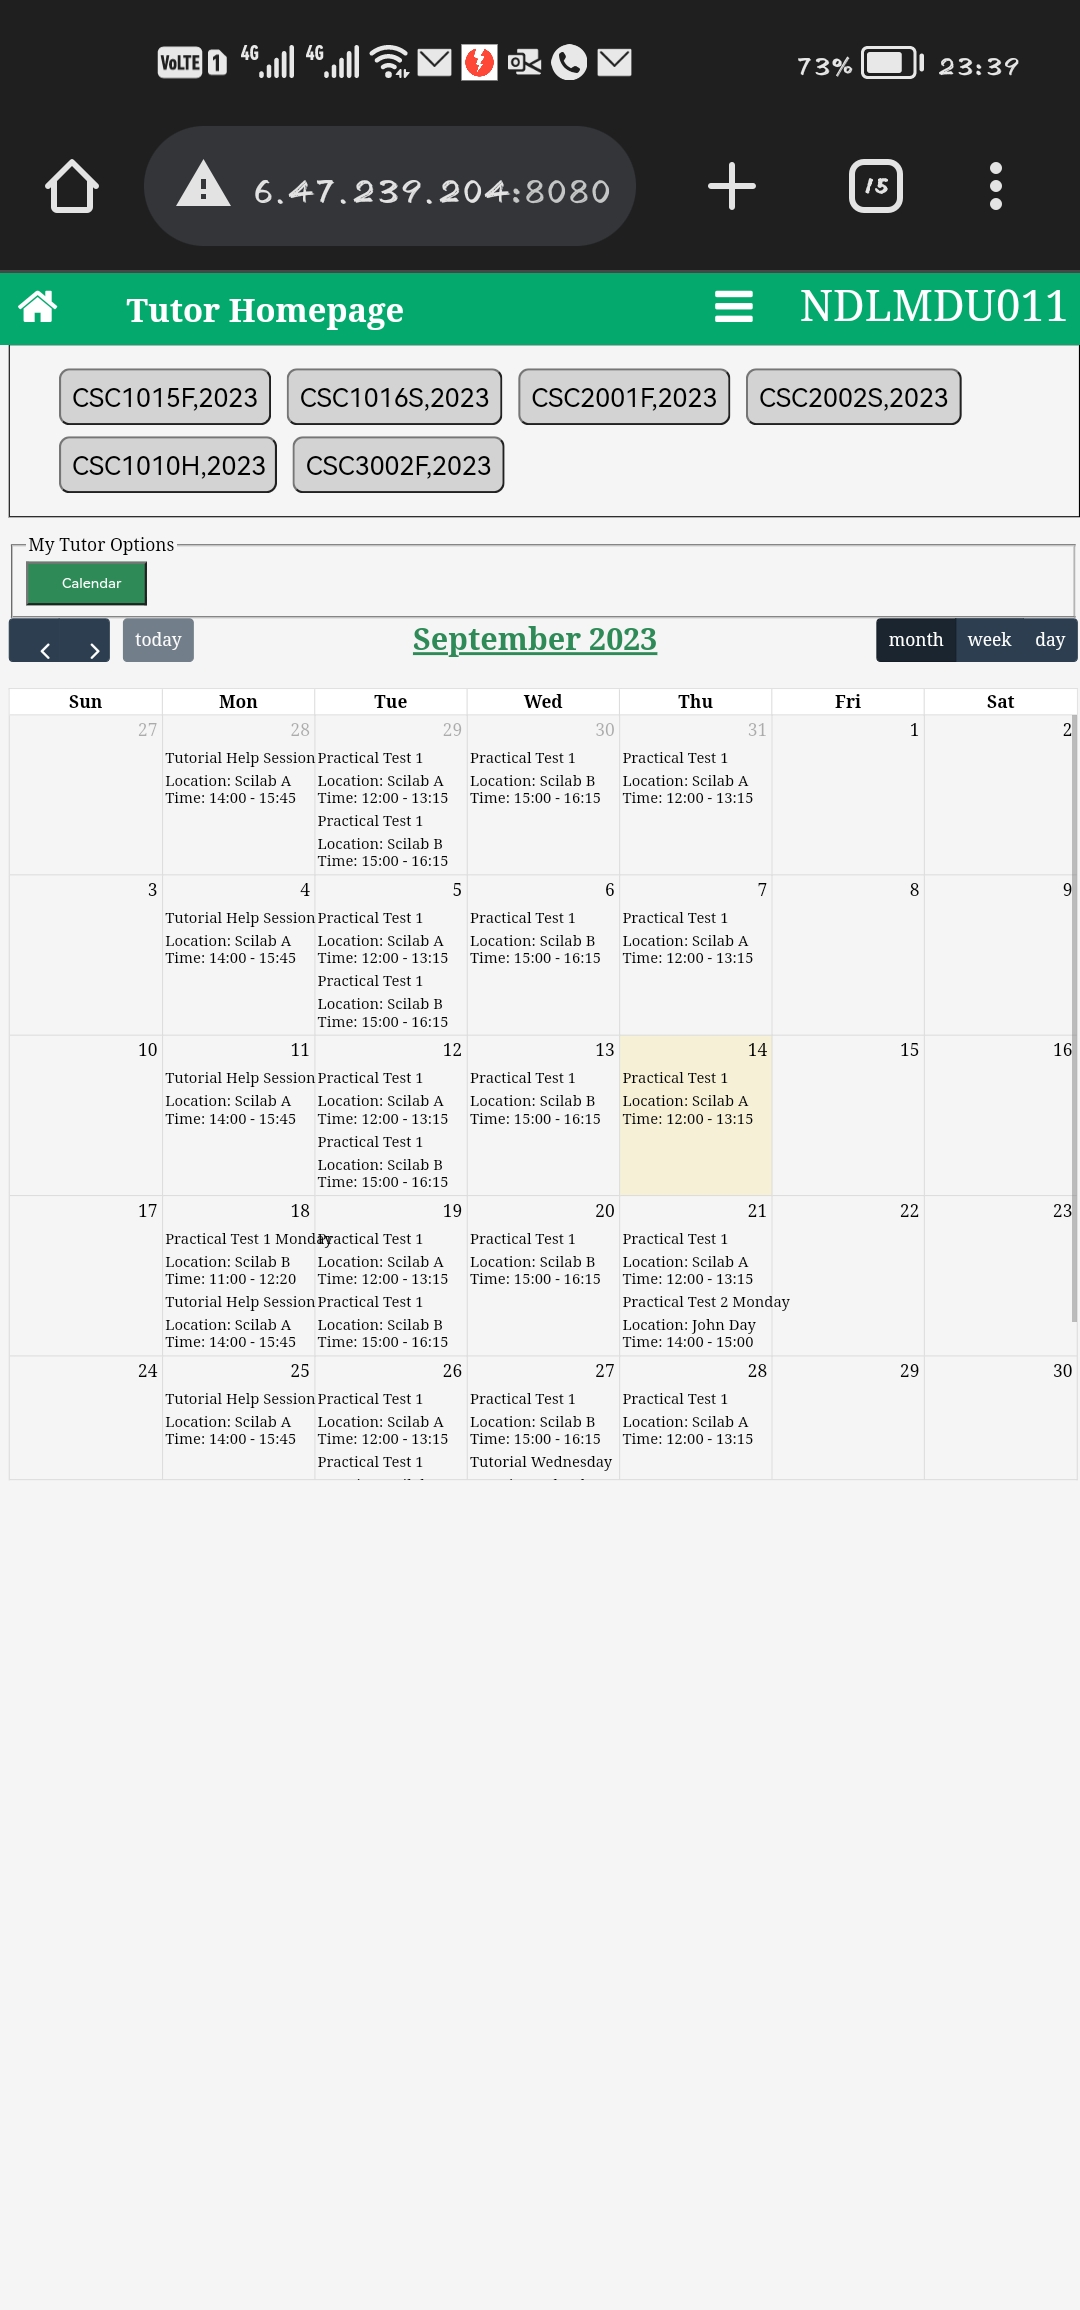 VoLTE 1 4G 4G 73% 23:39
6.47.239.204:8080 15
Tutor Homepage NDLMDU011
CSC1015F,2023 CSC1016S,2023 CSC2001F,2023 CSC2002S,2023
CSC1010H,2023 CSC3002F,2023
My Tutor Options
Calendar
today September 2023 month week day
Sun Mon Tue Wed Thu Fri Sat
27 28 29 30 31 1 2
Tutorial Help Session Practical Test 1 Practical Test 1 Practical Test 1
Location: Scilab A Location: Scilab A Location: Scilab B Location: Scilab A
Time: 14:00 - 15:45 Time: 12:00 - 13:15 Time: 15:00 - 16:15 Time: 12:00 - 13:15
Practical Test 1
Location: Scilab B
Time: 15:00 - 16:15
3 4 5 6 7 8 9
Tutorial Help Session Practical Test 1 Practical Test 1 Practical Test 1
Location: Scilab A Location: Scilab A Location: Scilab B Location: Scilab A
Time: 14:00 - 15:45 Time: 12:00 - 13:15 Time: 15:00 - 16:15 Time: 12:00 - 13:15
Practical Test 1
Location: Scilab B
Time: 15:00 - 16:15
10 11 12 13 14 15 16
Tutorial Help Session Practical Test 1 Practical Test 1 Practical Test 1
Location: Scilab A Location: Scilab A Location: Scilab B Location: Scilab A
Time: 14:00 - 15:45 Time: 12:00 - 13:15 Time: 15:00 - 16:15 Time: 12:00 - 13:15
Practical Test 1
Location: Scilab B
Time: 15:00 - 16:15
17 18 19 20 21 22 23
Practical Test 1 Monday Practical Test 1 Practical Test 1 Practical Test 1
Location: Scilab B Location: Scilab A Location: Scilab B Location: Scilab A
Time: 11:00 - 12:20 Time: 12:00 - 13:15 Time: 15:00 - 16:15 Time: 12:00 - 13:15
Tutorial Help Session Practical Test 1 Practical Test 2 Monday
Location: Scilab A Location: Scilab B Location: John Day
Time: 14:00 - 15:45 Time: 15:00 - 16:15 Time: 14:00 - 15:00
24 25 26 27 28 29 30
Tutorial Help Session Practical Test 1 Practical Test 1 Practical Test 1
Location: Scilab A Location: Scilab A Location: Scilab B Location: Scilab A
Time: 14:00 - 15:45 Time: 12:00 - 13:15 Time: 15:00 - 16:15 Time: 12:00 - 13:15
Practical Test 1 Tutorial Wednesday